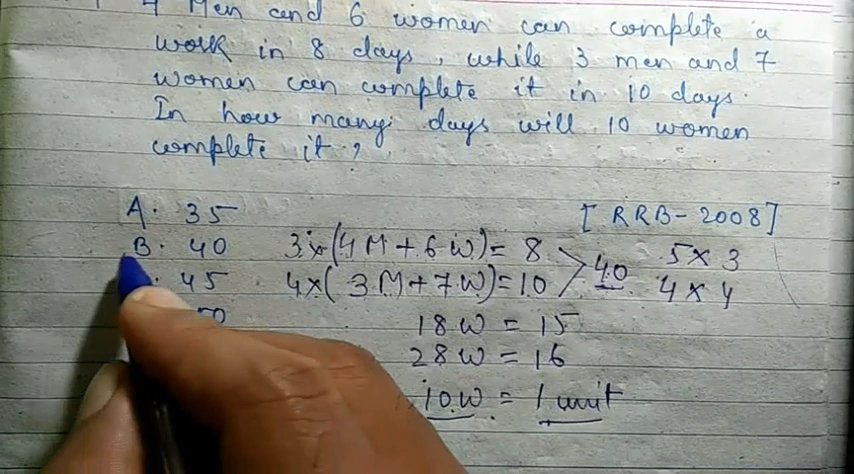 4 Men and 6 women can complete a
work in 8 days, while 3 men and 7
women can complete it in 10 days.
In how many days will 10 women
complete it,
A. 35 [RRB-2008]
B. 40 3×(4M+6W)= 8 > 40 5×3
45 4×(3M+7W)=10 4×4
50 18W = 15
28W = 16
10W = 1 unit